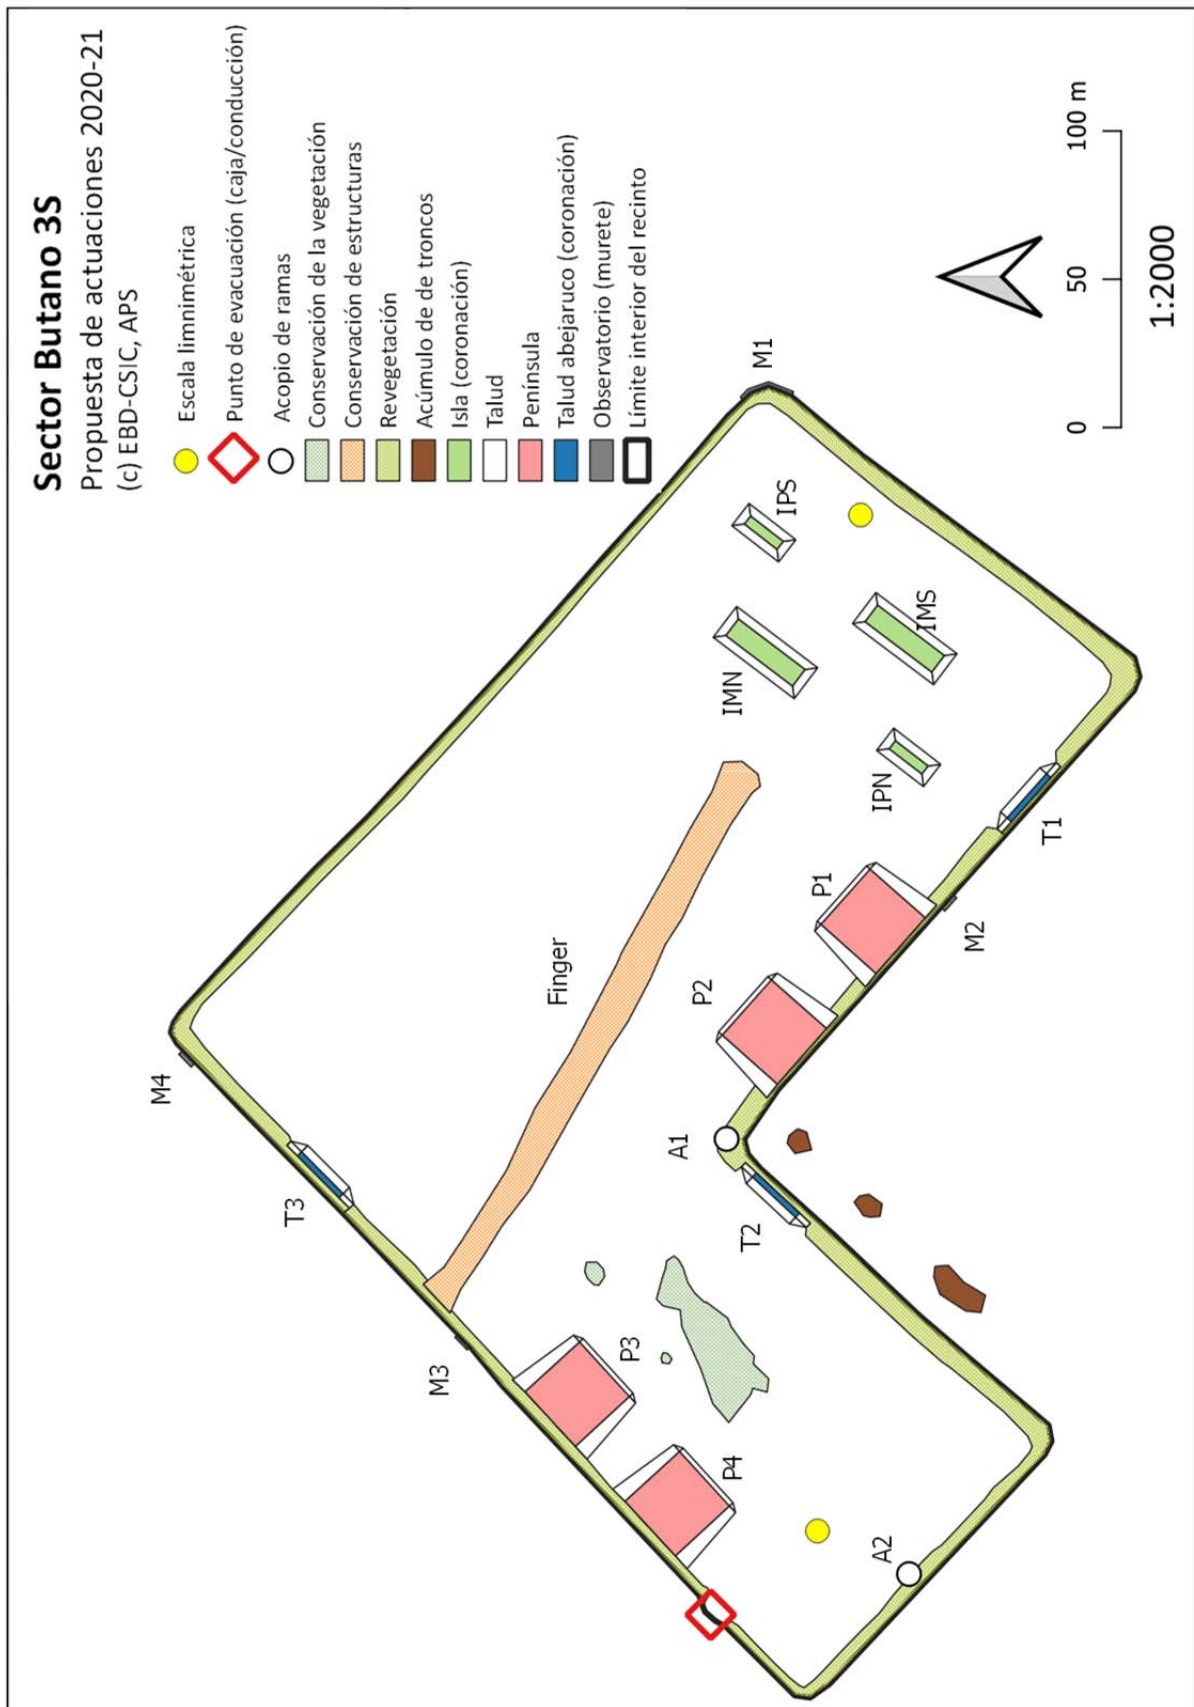 Sector Butano 3S
Propuesta de actuaciones 2020-21
(c) EBD-CSIC, APS
Escala limnimétrica
Punto de evacuación (caja/conducción)
Acopio de ramas
Conservación de la vegetación
Conservación de estructuras
Revegetación
Acúmulo de de troncos
Isla (coronación)
Talud
Península
Talud abejaruco (coronación)
Observatorio (murete)
Límite interior del recinto
M4
T3
M3
Finger
P3
P4
A2
A1
T2
P2
P1
M2
T1
IPN
IMN
IMS
IPS
M1
0 50 100 m
1:2000